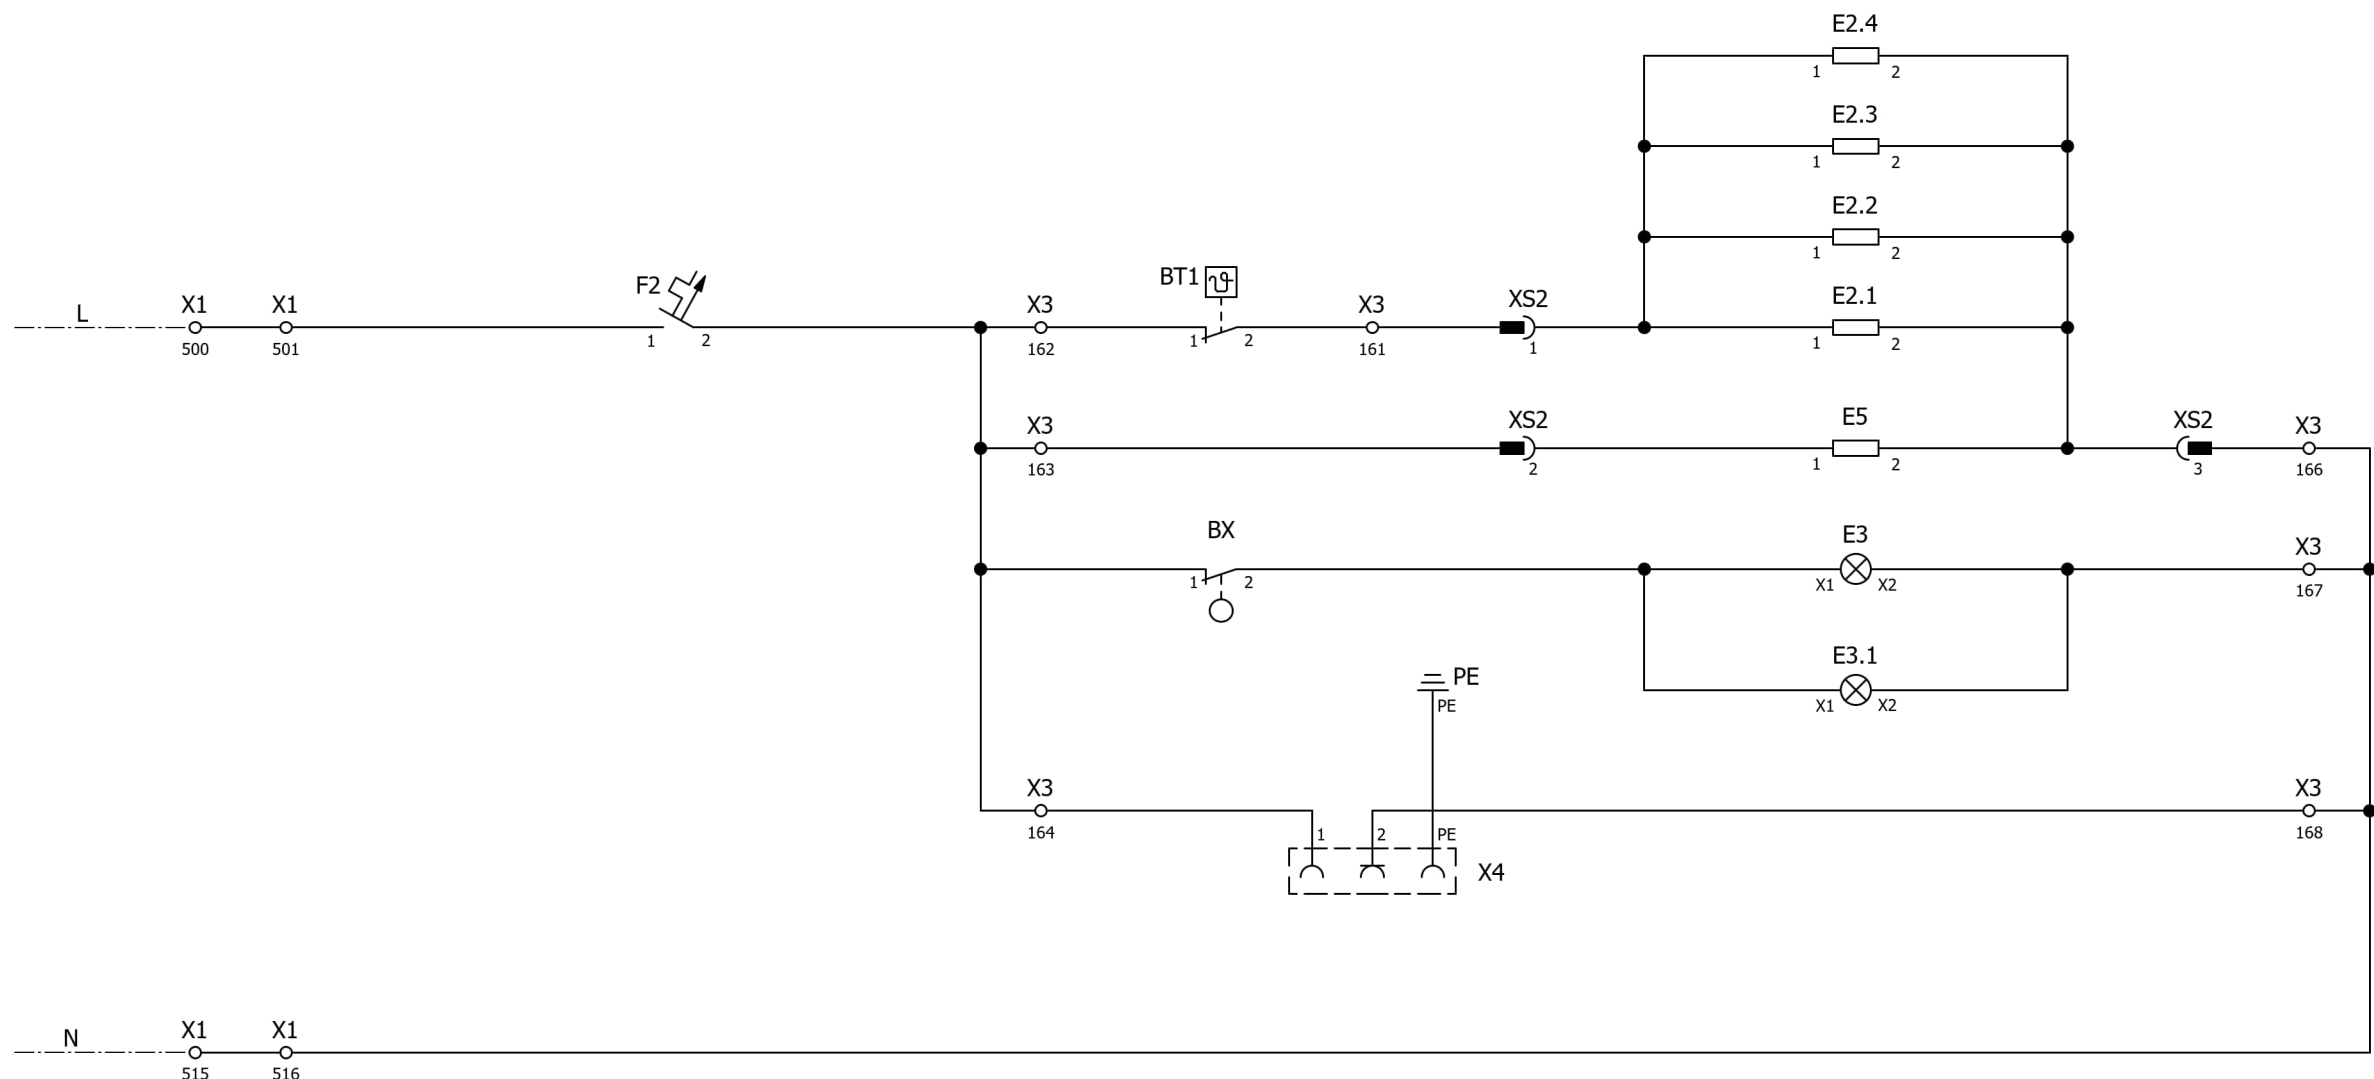 E2.4
1 2
E2.3
1 2
E2.2
1 2
L X1 X1 F2 X3 BT1 X3 XS2 E2.1
500 501 1 2 162 1 2 161 1 1 2
X3 XS2 E5 XS2 X3
163 2 1 2 3 166
BX E3 X3
1 2 X1 X2 167
PE E3.1
PE X1 X2
X3 X3
164 1 2 PE 168
X4
N X1 X1
515 516